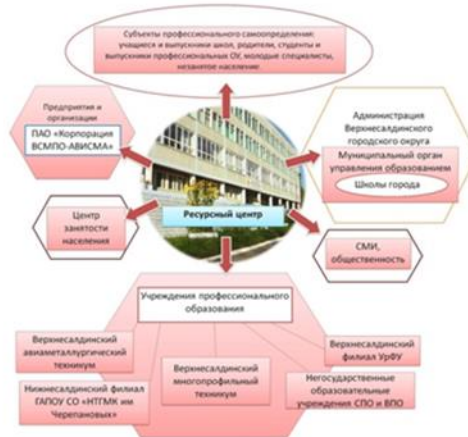 Субъекты профессионального самоопределения:
учащиеся и выпускники школ, родители, студенты и
выпускники профессиональных ОУ, молодые специалисты,
незанятое население.
Предприятия и
организации
ПАО «Корпорация
ВСМПО-АВИСМА»
Администрация
Верхнесалдинского
городского округа
Муниципальный орган
управления образованием
Школы города
Центр
занятости
населения
Ресурсный центр
СМИ,
общественность
Учреждения профессионального
образования
Верхнесалдинский
авиаметаллургический
техникум
Верхнесалдинский
филиал УрФУ
Верхнесалдинский
многопрофильный
техникум
Нижнесалдинский филиал
ГАПОУ СО «НТГМК им
Черепановых»
Негосударственные
образовательные
учреждения СПО и ВПО